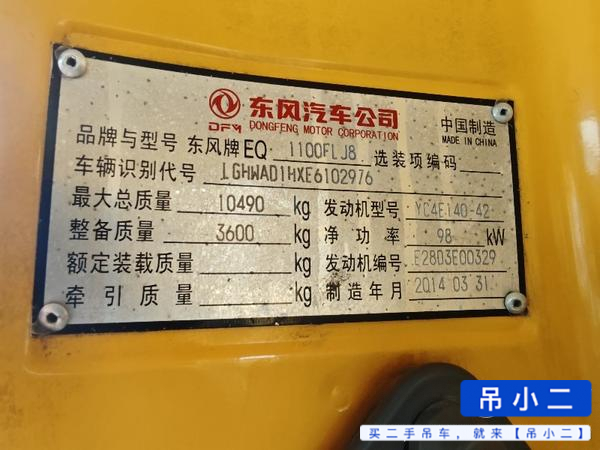 东风汽车公司
DFM DONGFENG MOTOR CORPORATION
中国制造
MADE IN CHINA
品牌与型号 东风牌EQ 1100FLJ8 选装项编码
车辆识别代号 LGHWAD1HXE6102976
最大总质量 10490 kg 发动机型号 YC4E140-42
整备质量 3600 kg 净功率 98 kW
额定装载质量 kg 发动机编号 E28D3E00329
牵引质量 kg 制造年月 2014 03 31
吊小二
买二手吊车，就来【吊小二】